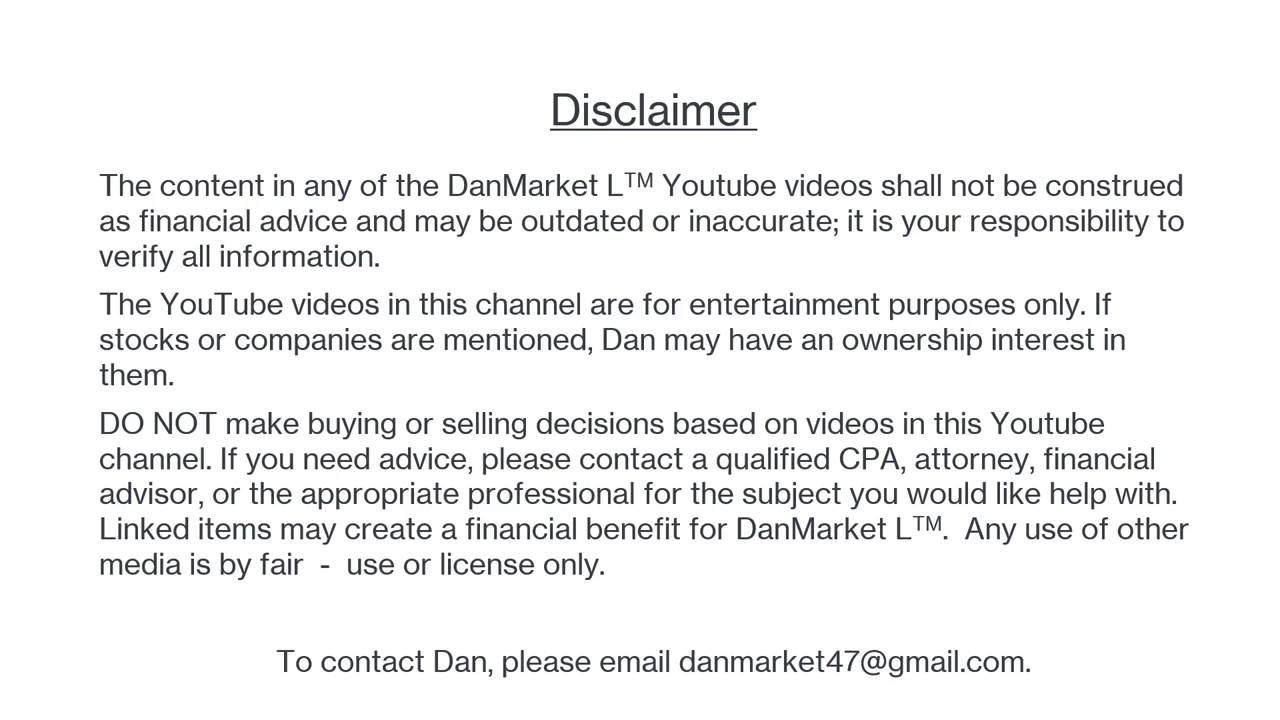 Disclaimer
The content in any of the DanMarket L™ Youtube videos shall not be construed
as financial advice and may be outdated or inaccurate; it is your responsibility to
verify all information.
The YouTube videos in this channel are for entertainment purposes only. If
stocks or companies are mentioned, Dan may have an ownership interest in
them.
DO NOT make buying or selling decisions based on videos in this Youtube
channel. If you need advice, please contact a qualified CPA, attorney, financial
advisor, or the appropriate professional for the subject you would like help with.
Linked items may create a financial benefit for DanMarket L™.  Any use of other
media is by fair  -  use or license only.
To contact Dan, please email danmarket47@gmail.com.